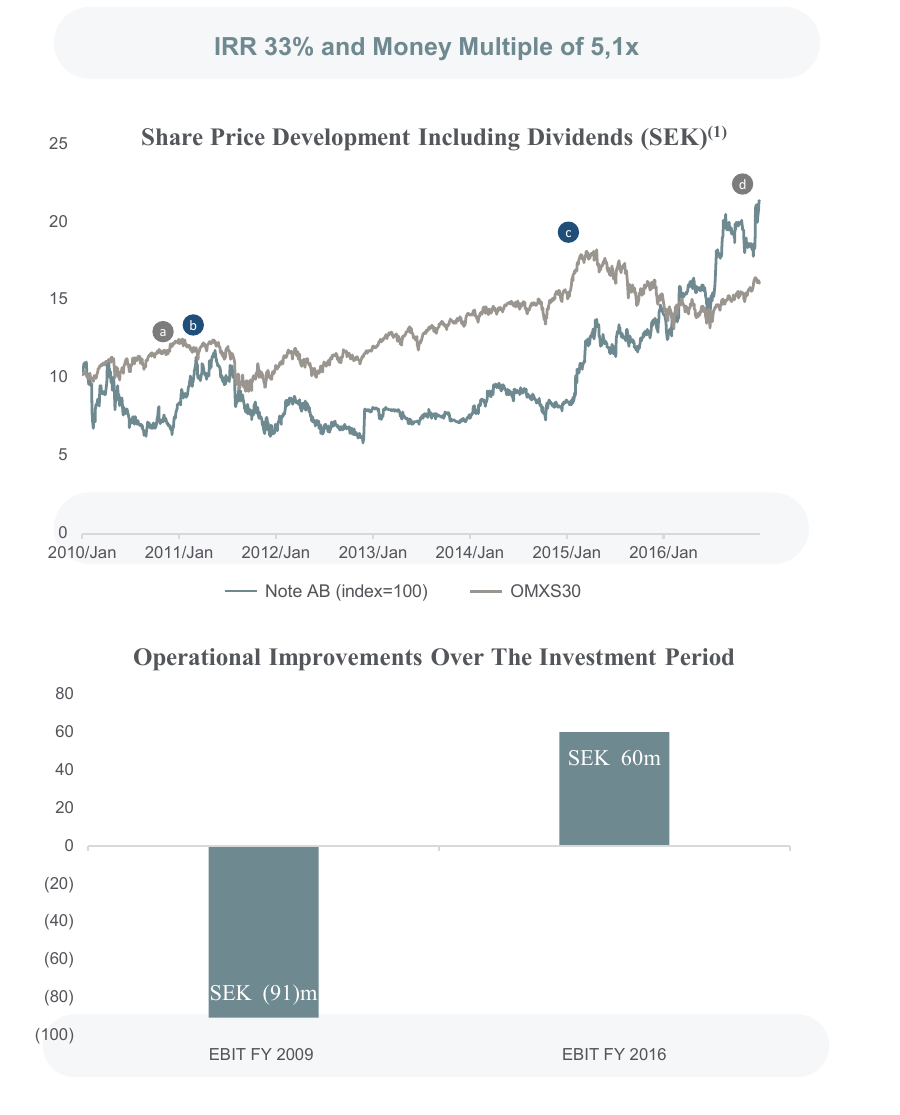 IRR 33% and Money Multiple of 5,1x
Share Price Development Including Dividends (SEK)(1)
25
20
15
10
5
0
a
b
c
d
2010/Jan 2011/Jan 2012/Jan 2013/Jan 2014/Jan 2015/Jan 2016/Jan
Note AB (index=100) OMXS30
Operational Improvements Over The Investment Period
80
60
40
20
0
(20)
(40)
(60)
(80)
(100)
SEK 60m
SEK (91)m
EBIT FY 2009 EBIT FY 2016